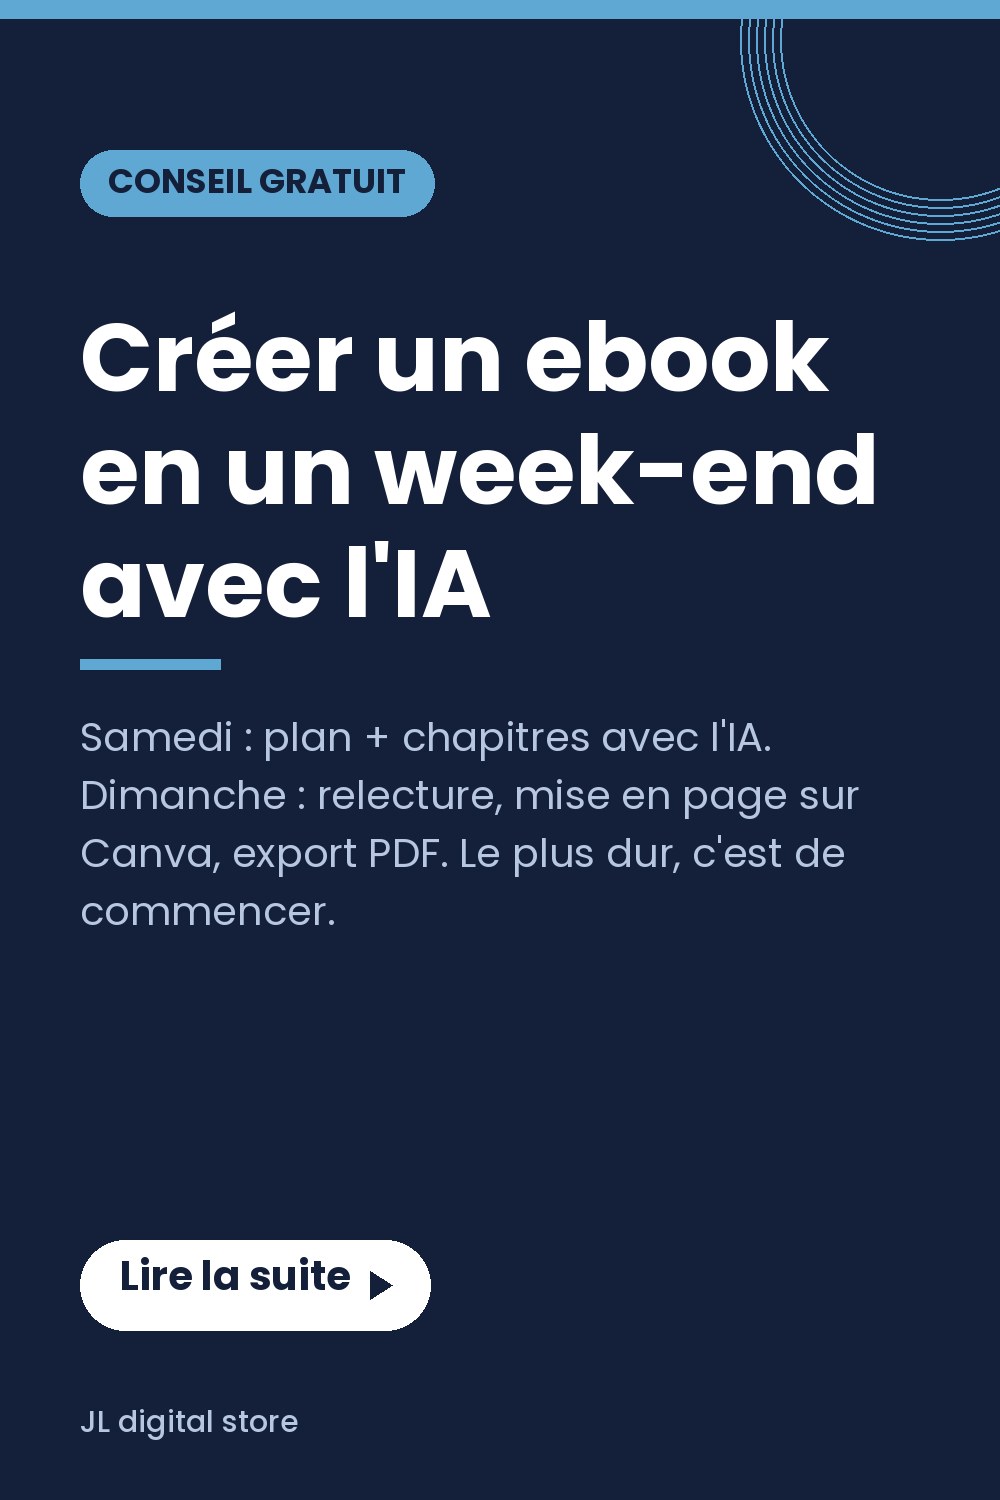 CONSEIL GRATUIT
Créer un ebook
en un week-end
avec l'IA
Samedi : plan + chapitres avec l'IA.
Dimanche : relecture, mise en page sur
Canva, export PDF. Le plus dur, c'est de
commencer.
Lire la suite
JL digital store